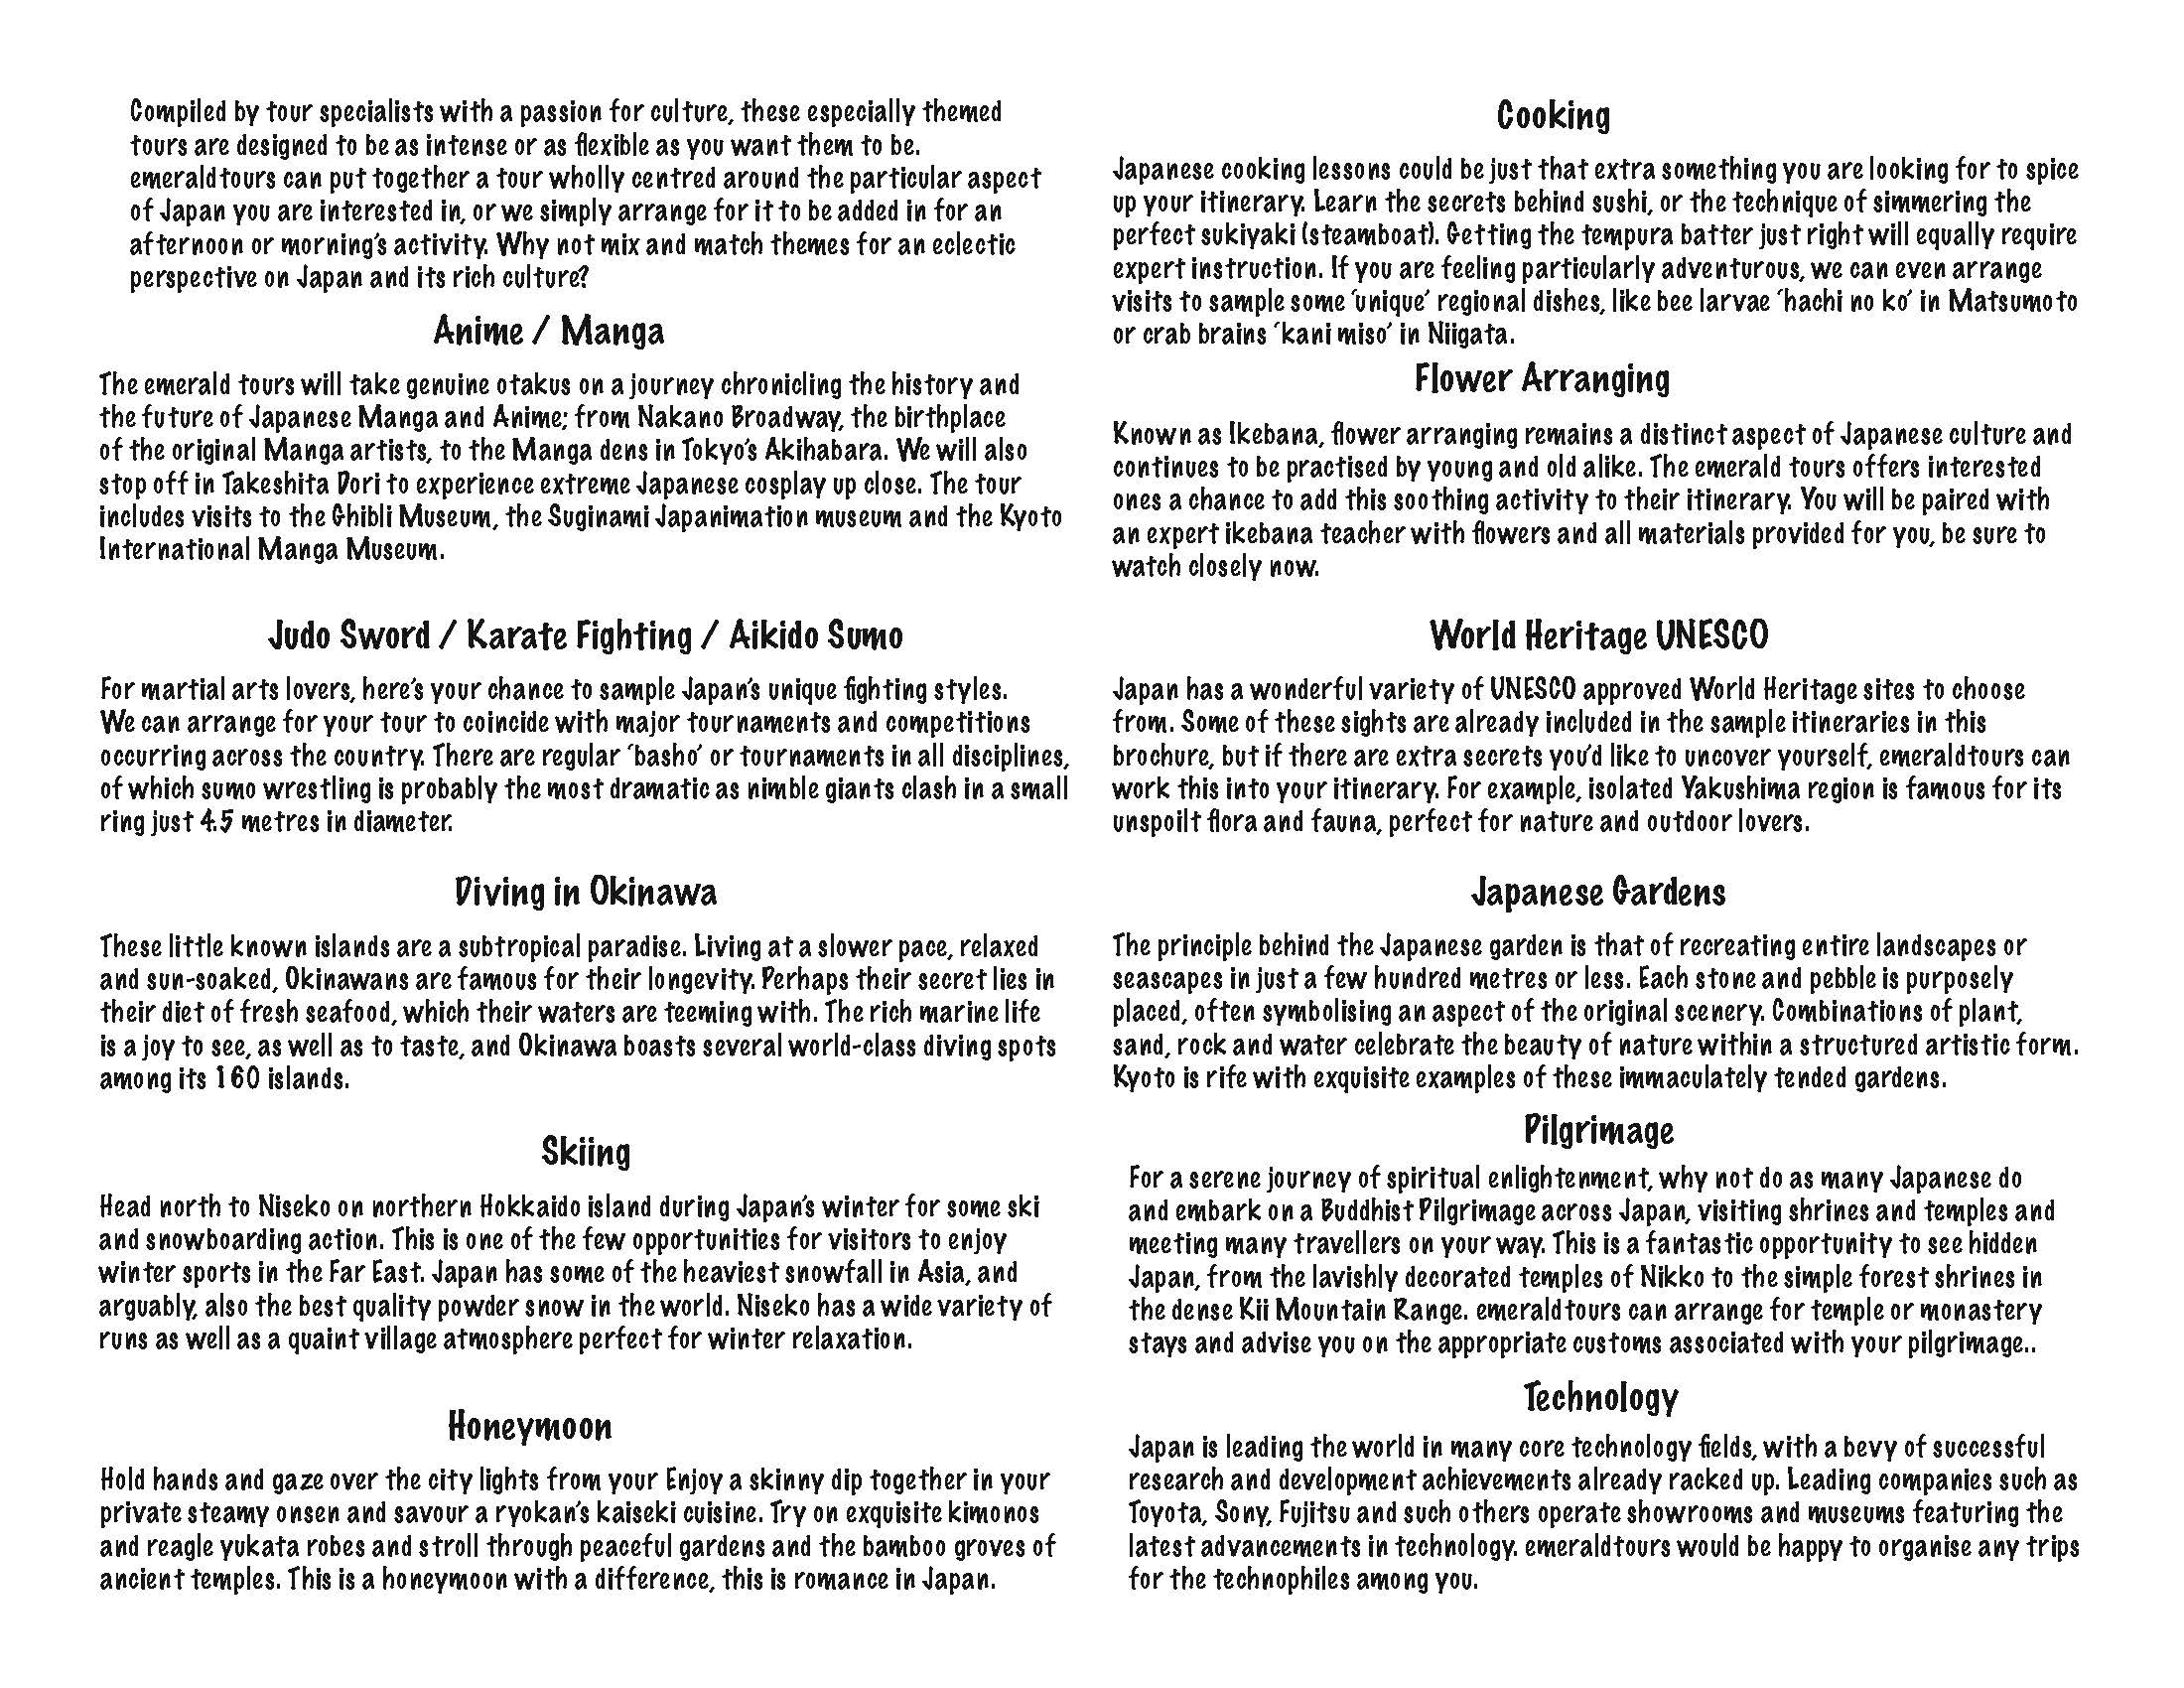 Compiled by tour specialists with a passion for culture, these especially themed
tours are designed to be as intense or as flexible as you want them to be.
emeraldtours can put together a tour wholly centred around the particular aspect
of Japan you are interested in, or we simply arrange for it to be added in for an
afternoon or morning's activity. Why not mix and match themes for an eclectic
perspective on Japan and its rich culture?
Anime / Manga
The emerald tours will take genuine otakus on a journey chronicling the history and
the future of Japanese Manga and Anime; from Nakano Broadway, the birthplace
of the original Manga artists, to the Manga dens in Tokyo's Akihabara. We will also
stop off in Takeshita Dori to experience extreme Japanese cosplay up close. The tour
includes visits to the Ghibli Museum, the Suginami Japanimation museum and the Kyoto
International Manga Museum.
Judo Sword / Karate Fighting / Aikido Sumo
For martial arts lovers, here's your chance to sample Japan's unique fighting styles.
We can arrange for your tour to coincide with major tournaments and competitions
occurring across the country. There are regular 'basho' or tournaments in all disciplines,
of which sumo wrestling is probably the most dramatic as nimble giants clash in a small
ring just 4.5 metres in diameter.
Diving in Okinawa
These little known islands are a subtropical paradise. Living at a slower pace, relaxed
and sun-soaked, Okinawans are famous for their longevity. Perhaps their secret lies in
their diet of fresh seafood, which their waters are teeming with. The rich marine life
is a joy to see, as well as to taste, and Okinawa boasts several world-class diving spots
among its 160 islands.
Skiing
Head north to Niseko on northern Hokkaido island during Japan's winter for some ski
and snowboarding action. This is one of the few opportunities for visitors to enjoy
winter sports in the Far East. Japan has some of the heaviest snowfall in Asia, and
arguably, also the best quality powder snow in the world. Niseko has a wide variety of
runs as well as a quaint village atmosphere perfect for winter relaxation.
Honeymoon
Hold hands and gaze over the city lights from your Enjoy a skinny dip together in your
private steamy onsen and savour a ryokan's kaiseki cuisine. Try on exquisite kimonos
and reagle yukata robes and stroll through peaceful gardens and the bamboo groves of
ancient temples. This is a honeymoon with a difference, this is romance in Japan.
Cooking
Japanese cooking lessons could be just that extra something you are looking for to spice
up your itinerary. Learn the secrets behind sushi, or the technique of simmering the
perfect sukiyaki (steamboat). Getting the tempura batter just right will equally require
expert instruction. If you are feeling particularly adventurous, we can even arrange
visits to sample some 'unique' regional dishes, like bee larvae 'hachi no ko' in Matsumoto
or crab brains 'kani miso' in Niigata.
Flower Arranging
Known as Ikebana, flower arranging remains a distinct aspect of Japanese culture and
continues to be practised by young and old alike. The emerald tours offers interested
ones a chance to add this soothing activity to their itinerary. You will be paired with
an expert ikebana teacher with flowers and all materials provided for you, be sure to
watch closely now.
World Heritage UNESCO
Japan has a wonderful variety of UNESCO approved World Heritage sites to choose
from. Some of these sights are already included in the sample itineraries in this
brochure, but if there are extra secrets you'd like to uncover yourself, emeraldtours can
work this into your itinerary. For example, isolated Yakushima region is famous for its
unspoilt flora and fauna, perfect for nature and outdoor lovers.
Japanese Gardens
The principle behind the Japanese garden is that of recreating entire landscapes or
seascapes in just a few hundred metres or less. Each stone and pebble is purposely
placed, often symbolising an aspect of the original scenery. Combinations of plant,
sand, rock and water celebrate the beauty of nature within a structured artistic form.
Kyoto is rife with exquisite examples of these immaculately tended gardens.
Pilgrimage
For a serene journey of spiritual enlightenment, why not do as many Japanese do
and embark on a Buddhist Pilgrimage across Japan, visiting shrines and temples and
meeting many travellers on your way. This is a fantastic opportunity to see hidden
Japan, from the lavishly decorated temples of Nikko to the simple forest shrines in
the dense Kii Mountain Range. emeraldtours can arrange for temple or monastery
stays and advise you on the appropriate customs associated with your pilgrimage..
Technology
Japan is leading the world in many core technology fields, with a bevy of successful
research and development achievements already racked up. Leading companies such as
Toyota, Sony, Fujitsu and such others operate showrooms and museums featuring the
latest advancements in technology. emeraldtours would be happy to organise any trips
for the technophiles among you.